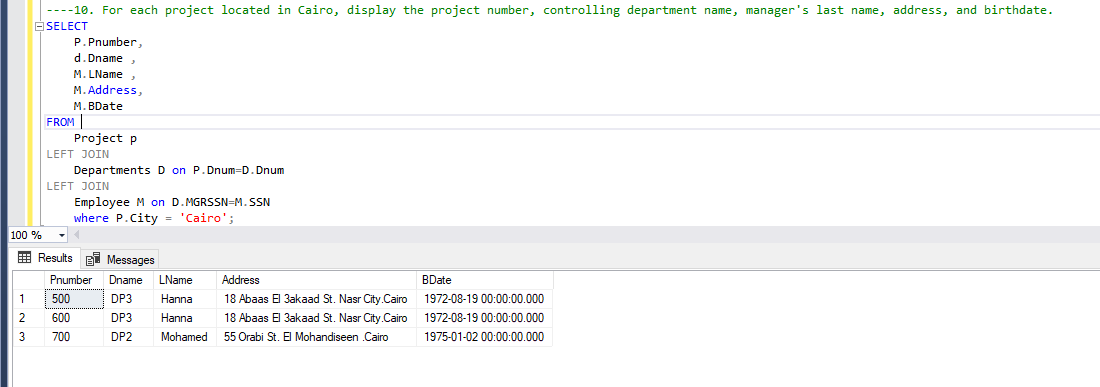 ----10. For each project located in Cairo, display the project number, controlling department name, manager's last name, address, and birthdate.
SELECT
P.Pnumber,
d.Dname ,
M.LName ,
M.Address,
M.BDate
FROM
Project p
LEFT JOIN
Departments D on P.Dnum=D.Dnum
LEFT JOIN
Employee M on D.MGRSSN=M.SSN
where P.City = 'Cairo';
100 %
Results Messages
Pnumber Dname LName Address BDate
1 500 DP3 Hanna 18 Abaas El 3akaad St. Nasr City.Cairo 1972-08-19 00:00:00.000
2 600 DP3 Hanna 18 Abaas El 3akaad St. Nasr City.Cairo 1972-08-19 00:00:00.000
3 700 DP2 Mohamed 55 Orabi St. El Mohandiseen .Cairo 1975-01-02 00:00:00.000